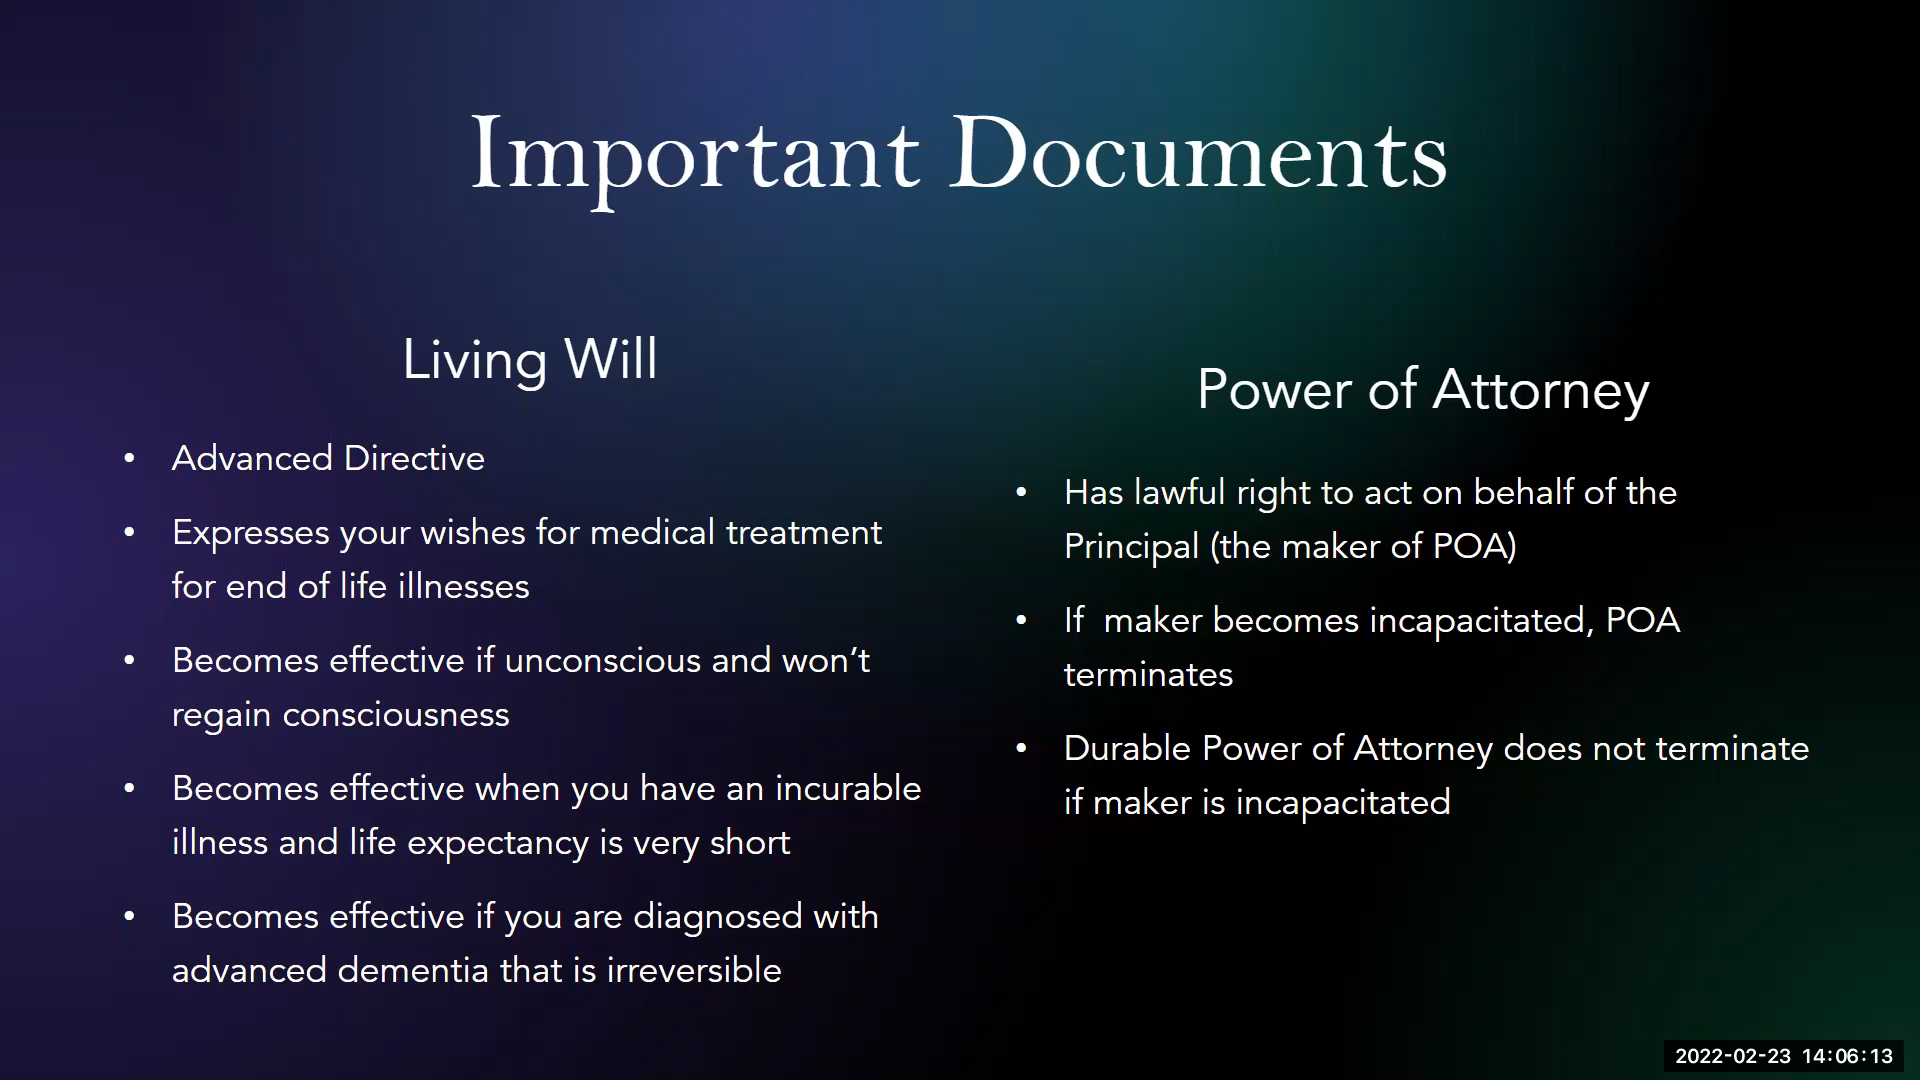 Important Documents
Living Will
• Advanced Directive
• Expresses your wishes for medical treatment
for end of life illnesses
• Becomes effective if unconscious and won’t
regain consciousness
• Becomes effective when you have an incurable
illness and life expectancy is very short
• Becomes effective if you are diagnosed with
advanced dementia that is irreversible
Power of Attorney
• Has lawful right to act on behalf of the
Principal (the maker of POA)
• If  maker becomes incapacitated, POA
terminates
• Durable Power of Attorney does not terminate
if maker is incapacitated
2022-02-23 14:06:13